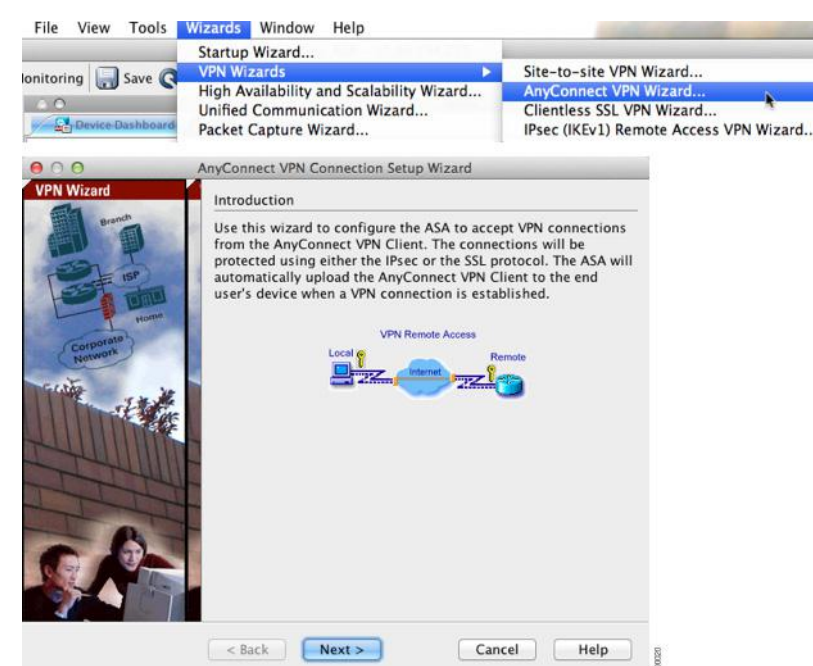 File View Tools Wizards Window Help
Startup Wizard...
onitoring Save
VPN Wizards
High Availability and Scalability Wizard...
Unified Communication Wizard...
Packet Capture Wizard...
Device Dashboard
Site-to-site VPN Wizard...
AnyConnect VPN Wizard...
Clientless SSL VPN Wizard...
IPsec (IKEv1) Remote Access VPN Wizard..
AnyConnect VPN Connection Setup Wizard
VPN Wizard
Branch
ISP
Home
Corporate
Network
Introduction
Use this wizard to configure the ASA to accept VPN connections
from the AnyConnect VPN Client. The connections will be
protected using either the IPsec or the SSL protocol. The ASA will
automatically upload the AnyConnect VPN Client to the end
user's device when a VPN connection is established.
VPN Remote Access
Local
Internet
Remote
< Back Next > Cancel Help